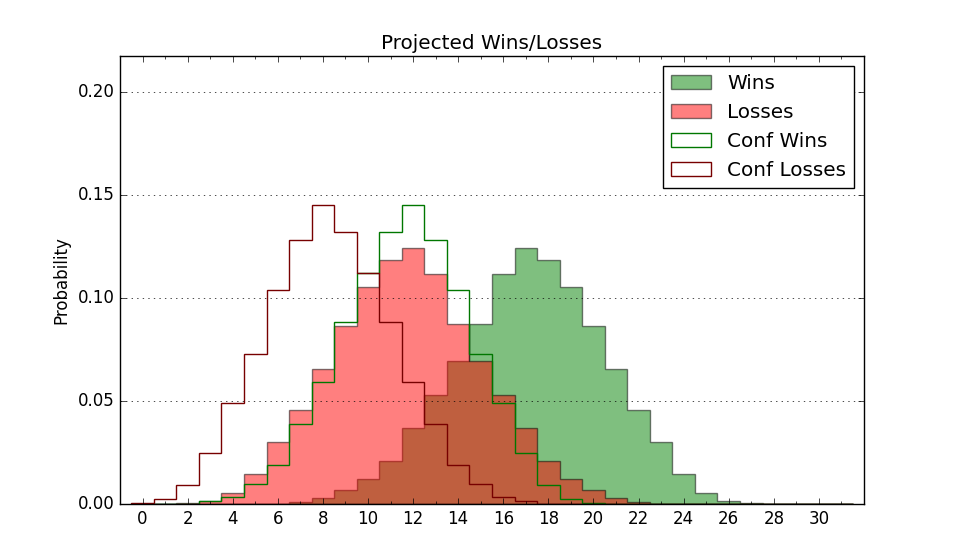 Projected Wins/Losses
Wins
Losses
Conf Wins
Conf Losses
Probability
0.20
0.15
0.10
0.05
0.00
0 2 4 6 8 10 12 14 16 18 20 22 24 26 28 30